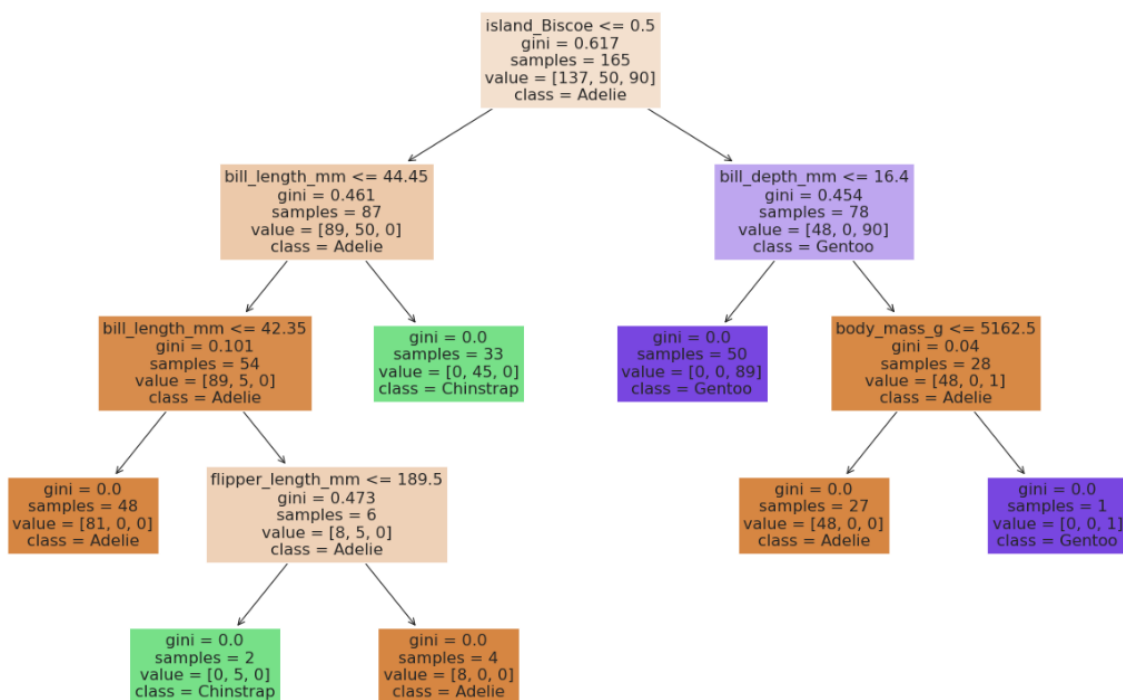 island_Biscoe <= 0.5
gini = 0.617
samples = 165
value = [137, 50, 90]
class = Adelie
bill_length_mm <= 44.45
gini = 0.461
samples = 87
value = [89, 50, 0]
class = Adelie
bill_depth_mm <= 16.4
gini = 0.454
samples = 78
value = [48, 0, 90]
class = Gentoo
bill_length_mm <= 42.35
gini = 0.101
samples = 54
value = [89, 5, 0]
class = Adelie
gini = 0.0
samples = 33
value = [0, 45, 0]
class = Chinstrap
gini = 0.0
samples = 50
value = [0, 0, 89]
class = Gentoo
body_mass_g <= 5162.5
gini = 0.04
samples = 28
value = [48, 0, 1]
class = Adelie
gini = 0.0
samples = 48
value = [81, 0, 0]
class = Adelie
flipper_length_mm <= 189.5
gini = 0.473
samples = 6
value = [8, 5, 0]
class = Adelie
gini = 0.0
samples = 27
value = [48, 0, 0]
class = Adelie
gini = 0.0
samples = 1
value = [0, 0, 1]
class = Gentoo
gini = 0.0
samples = 2
value = [0, 5, 0]
class = Chinstrap
gini = 0.0
samples = 4
value = [8, 0, 0]
class = Adelie